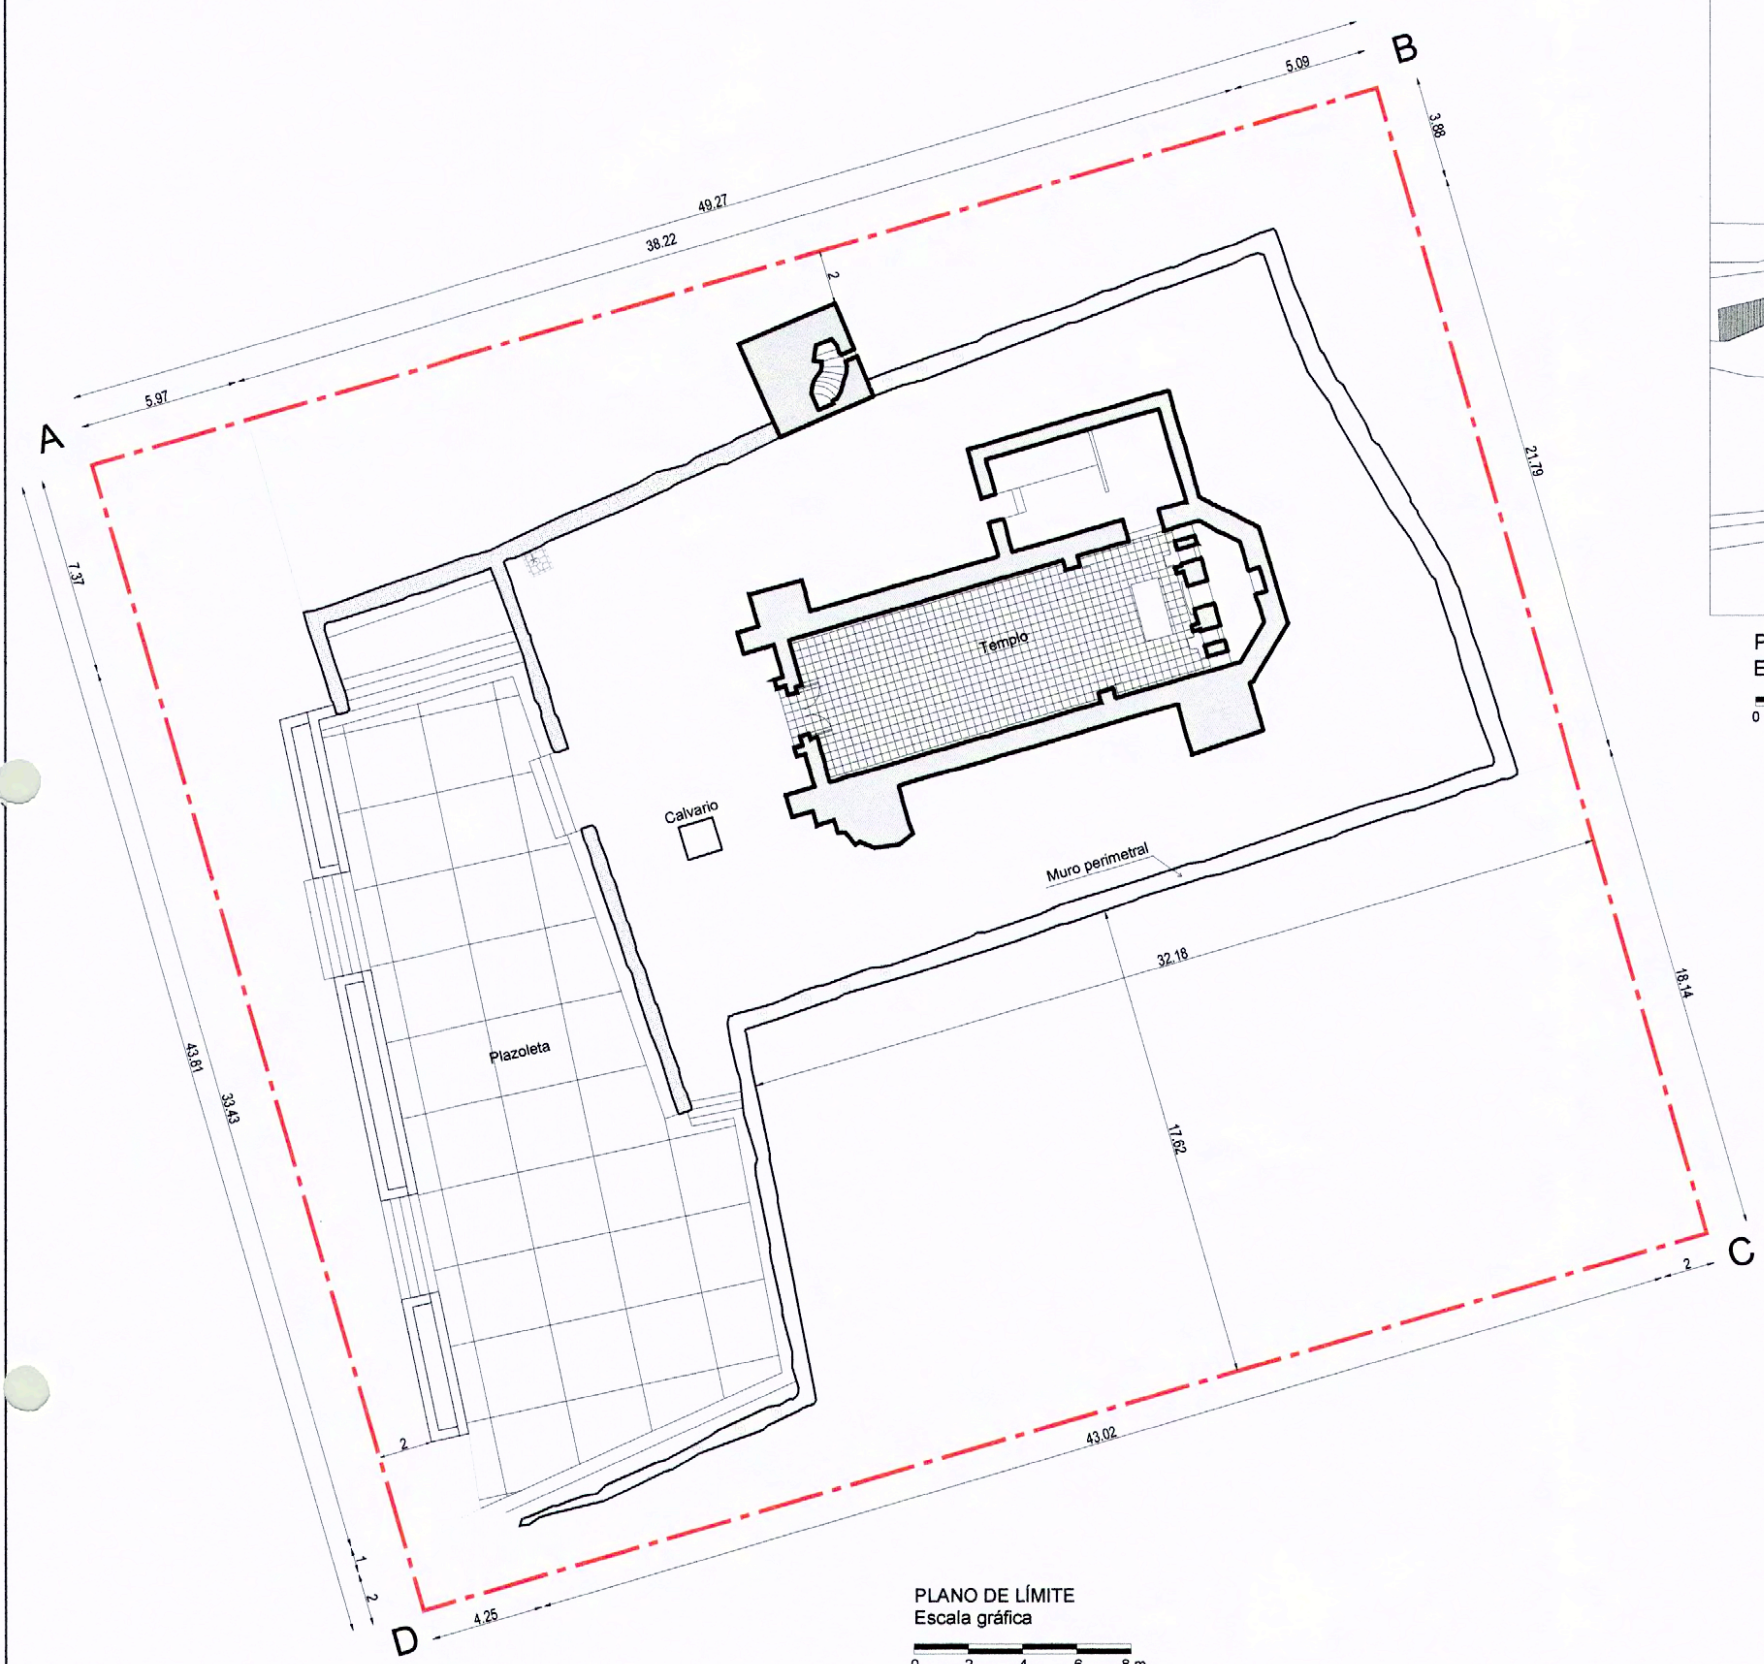 B
5.09
3.88
49.27
38.22
2
5.97
A
21.79
7.37
Templo
P
E
0
Calvario
Muro perimetral
32.18
18.14
Plazoleta
43.81
33.43
17.62
C
2
43.02
2
1
2
4.25
D
PLANO DE LÍMITE
Escala gráfica
0 2 4 6 8 m